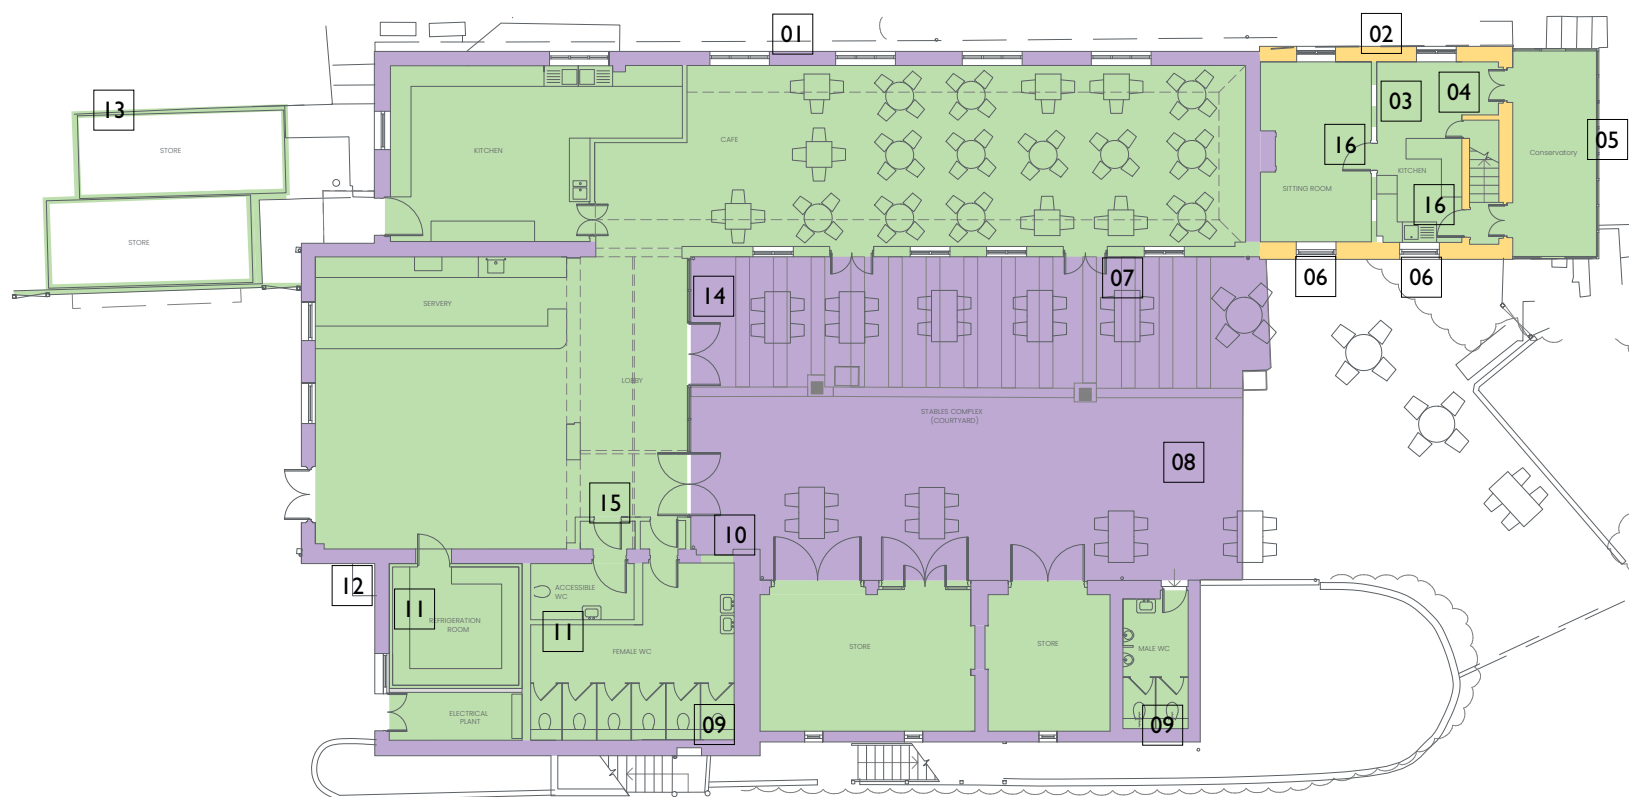 01
02
13
03
04
05
STORE
KITCHEN
CAFE
16
Conservatory
KITCHEN
SITTING ROOM
16
STORE
06
06
07
14
SERVERY
LOBBY
STABLES COMPLEX
(COURTYARD)
08
15
10
12
11
ACCESSIBLE
WC
REFRIGERATION
ROOM
11
FEMALE WC
STORE
STORE
MALE WC
ELECTRICAL
PLANT
09
09